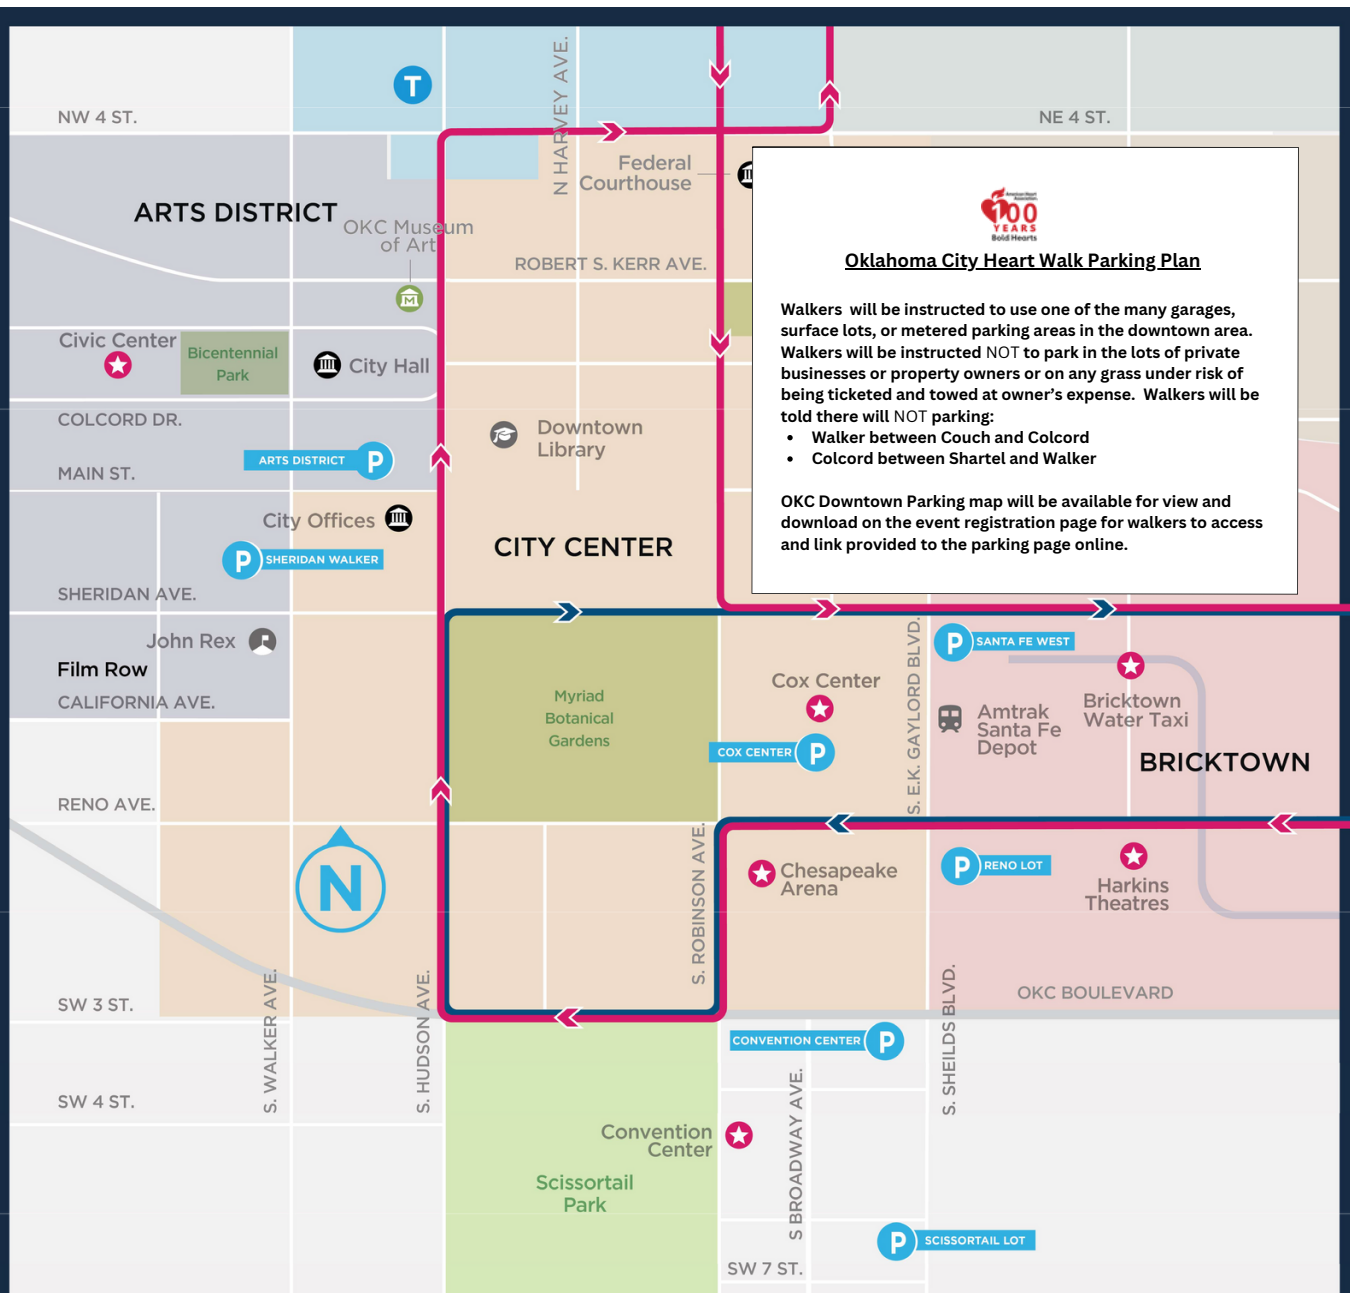 T
NW 4 ST.
N HARVEY AVE.
NE 4 ST.
Federal
Courthouse
ARTS DISTRICT
OKC Museum
of Art
M
ROBERT S. KERR AVE.
American Heart
Association.
100
YEARS
Bold Hearts
Oklahoma City Heart Walk Parking Plan
Walkers will be instructed to use one of the many garages,
surface lots, or metered parking areas in the downtown area.
Walkers will be instructed NOT to park in the lots of private
businesses or property owners or on any grass under risk of
being ticketed and towed at owner’s expense. Walkers will be
told there will NOT parking:
• Walker between Couch and Colcord
• Colcord between Shartel and Walker
OKC Downtown Parking map will be available for view and
download on the event registration page for walkers to access
and link provided to the parking page online.
Civic Center
Bicentennial
Park
City Hall
COLCORD DR.
Downtown
Library
ARTS DISTRICT P
MAIN ST.
City Offices
CITY CENTER
P SHERIDAN WALKER
SHERIDAN AVE.
John Rex
Film Row
CALIFORNIA AVE.
Myriad
Botanical
Gardens
Cox Center
COX CENTER P
S. E.K. GAYLORD BLVD.
P SANTA FE WEST
Amtrak
Santa Fe
Depot
Bricktown
Water Taxi
BRICKTOWN
RENO AVE.
N
S. ROBINSON AVE.
Chesapeake
Arena
P RENO LOT
Harkins
Theatres
SW 3 ST.
S. WALKER AVE.
S. HUDSON AVE.
OKC BOULEVARD
S. SHEILDS BLVD.
CONVENTION CENTER P
SW 4 ST.
S BROADWAY AVE.
Convention
Center
Scissortail
Park
P SCISSORTAIL LOT
SW 7 ST.